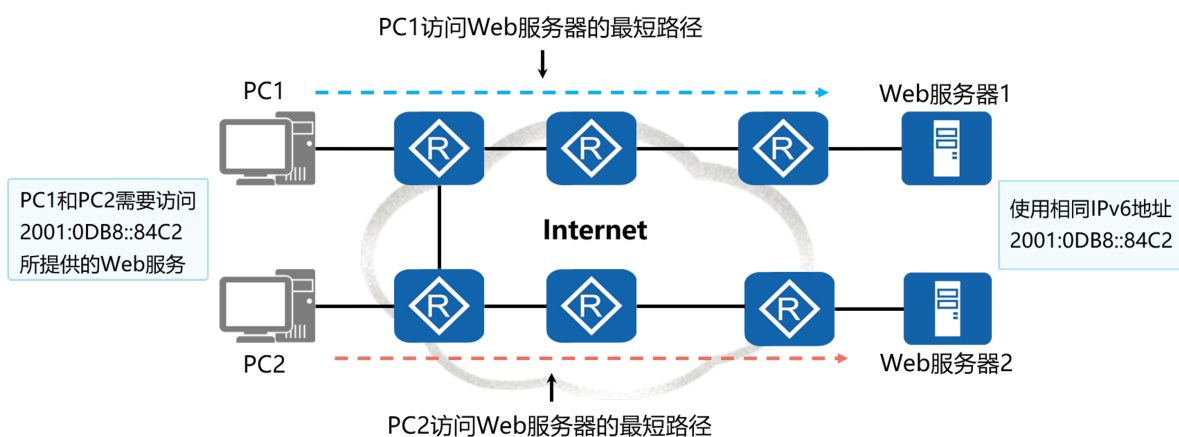 PC1访问Web服务器的最短路径
PC1
Web服务器1
R
R
R
PC1和PC2需要访问
2001:0DB8::84C2
所提供的Web服务
使用相同IPv6地址
2001:0DB8::84C2
Internet
R
R
R
PC2
Web服务器2
PC2访问Web服务器的最短路径